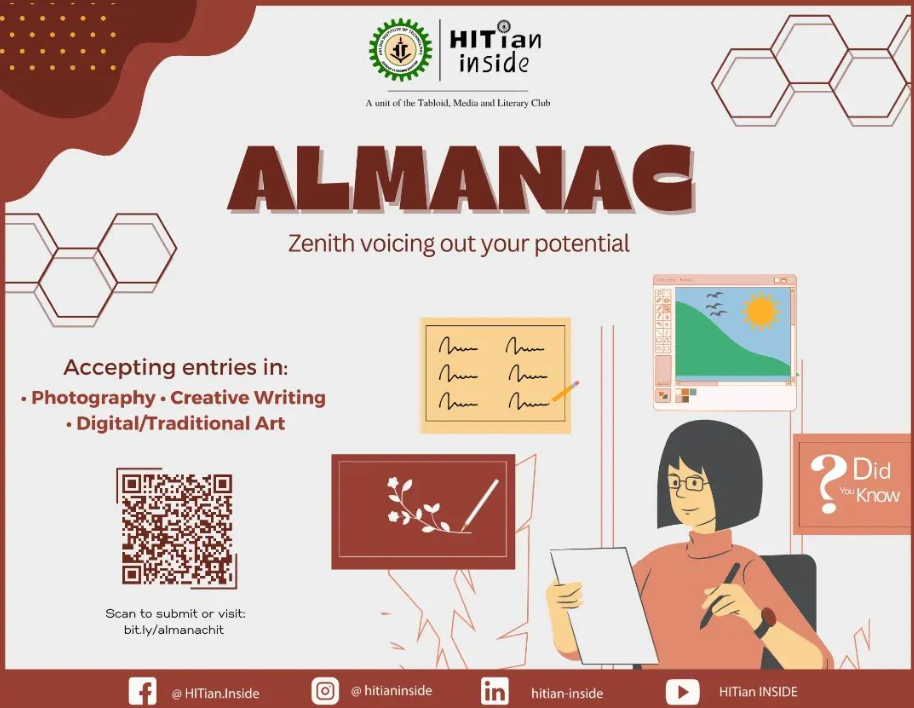 HITian
inside
A unit of the Tabloid, Media and Literary Club
ALMANAC
Zenith voicing out your potential
Accepting entries in:
• Photography • Creative Writing
• Digital/Traditional Art
Scan to submit or visit:
bit.ly/almanachit
? Did
You Know
@ HITian.Inside
@ hitianinside
in
hitian-inside
HITian INSIDE